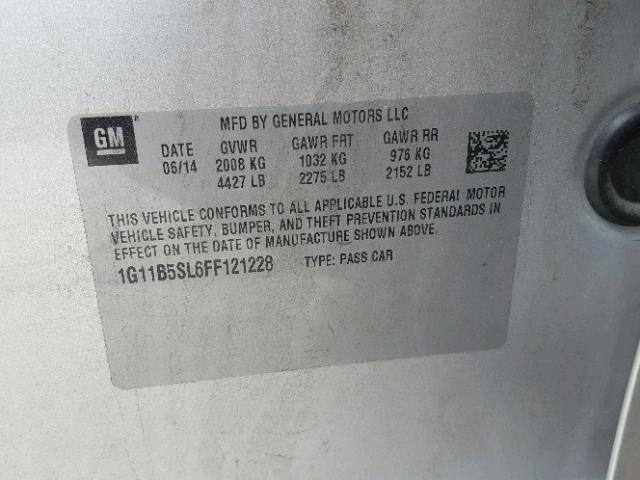 GM
MFD BY GENERAL MOTORS LLC
DATE GVWR GAWR FRT GAWR RR
06/14 2008 KG 1032 KG 976 KG
4427 LB 2275 LB 2152 LB
THIS VEHICLE CONFORMS TO ALL APPLICABLE U.S. FEDERAL MOTOR
VEHICLE SAFETY, BUMPER, AND THEFT PREVENTION STANDARDS IN
EFFECT ON THE DATE OF MANUFACTURE SHOWN ABOVE.
1G11B5SL6FF121228 TYPE: PASS CAR